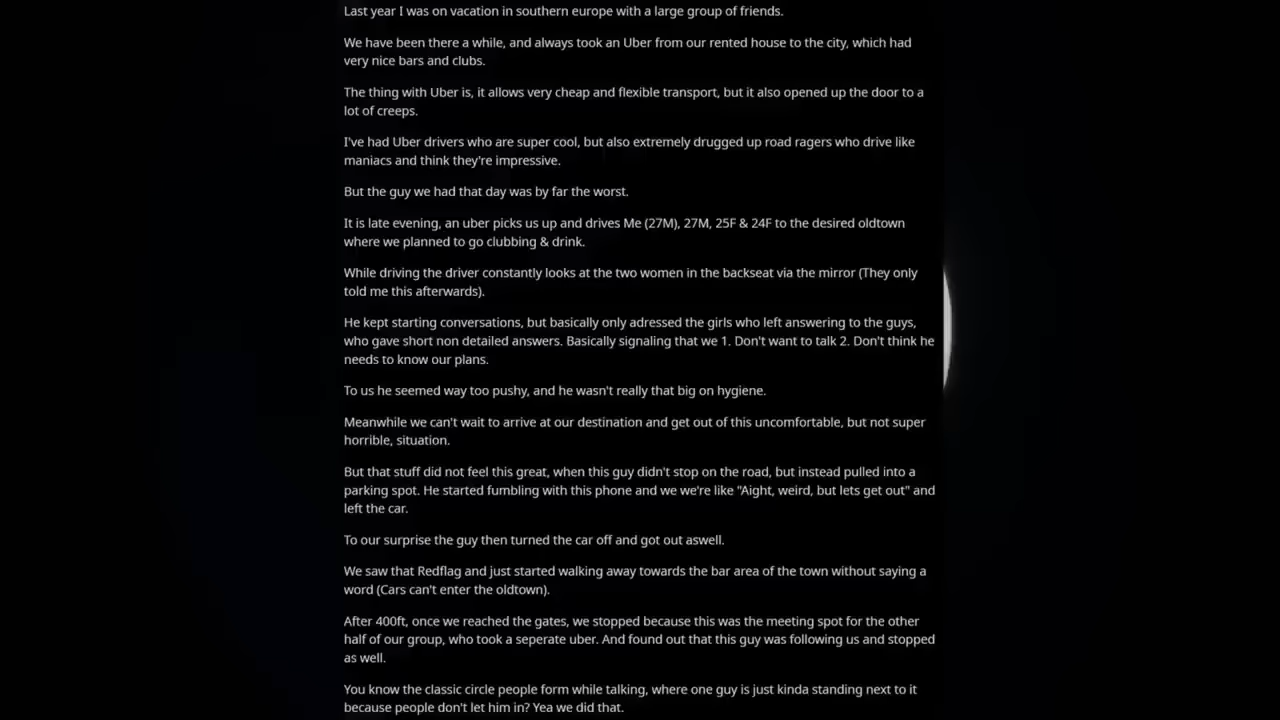 Last year I was on vacation in southern europe with a large group of friends.
We have been there a while, and always took an Uber from our rented house to the city, which had
very nice bars and clubs.
The thing with Uber is, it allows very cheap and flexible transport, but it also opened up the door to a
lot of creeps.
I've had Uber drivers who are super cool, but also extremely drugged up road ragers who drive like
maniacs and think they're impressive.
But the guy we had that day was by far the worst.
It is late evening, an uber picks us up and drives Me (27M), 27M, 25F & 24F to the desired oldtown
where we planned to go clubbing & drink.
While driving the driver constantly looks at the two women in the backseat via the mirror (They only
told me this afterwards).
He kept starting conversations, but basically only adressed the girls who left answering to the guys,
who gave short non detailed answers. Basically signaling that we 1. Don't want to talk 2. Don't think he
needs to know our plans.
To us he seemed way too pushy, and he wasn't really that big on hygiene.
Meanwhile we can't wait to arrive at our destination and get out of this uncomfortable, but not super
horrible, situation.
But that stuff did not feel this great, when this guy didn't stop on the road, but instead pulled into a
parking spot. He started fumbling with this phone and we we're like "Aight, weird, but lets get out" and
left the car.
To our surprise the guy then turned the car off and got out aswell.
We saw that Redflag and just started walking away towards the bar area of the town without saying a
word (Cars can't enter the oldtown).
After 400ft, once we reached the gates, we stopped because this was the meeting spot for the other
half of our group, who took a seperate uber. And found out that this guy was following us and stopped
as well.
You know the classic circle people form while talking, where one guy is just kinda standing next to it
because people don't let him in? Yea we did that.